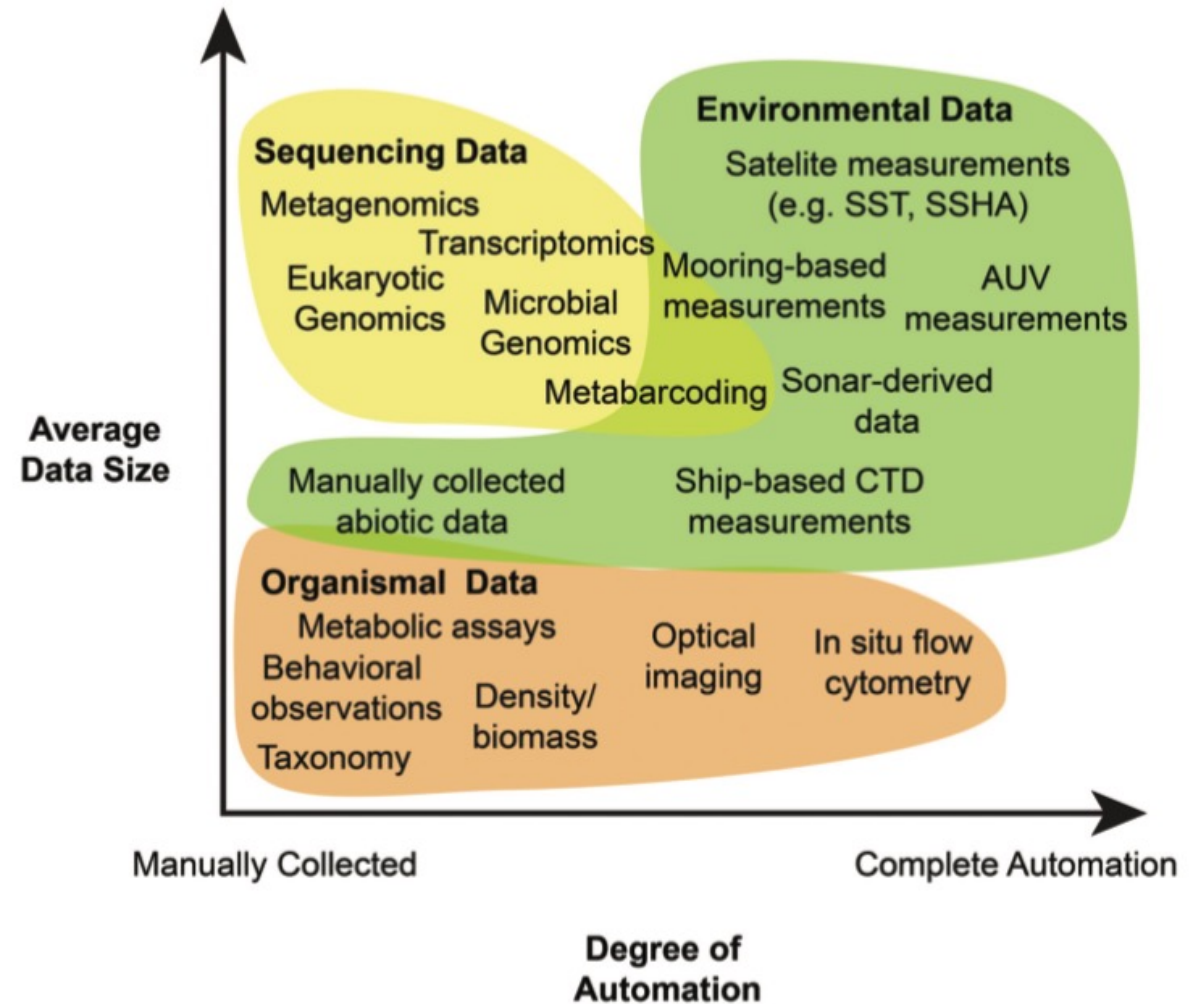 Environmental Data
Satelite measurements
(e.g. SST, SSHA)
Sequencing Data
Metagenomics
Transcriptomics
Eukaryotic
Genomics
Microbial
Genomics
Metabarcoding
Mooring-based
measurements
AUV
measurements
Sonar-derived
data
Average
Data Size
Manually collected
abiotic data
Ship-based CTD
measurements
Organismal Data
Metabolic assays
Behavioral
observations
Density/
biomass
Taxonomy
Optical
imaging
In situ flow
cytometry
Manually Collected
Complete Automation
Degree of
Automation